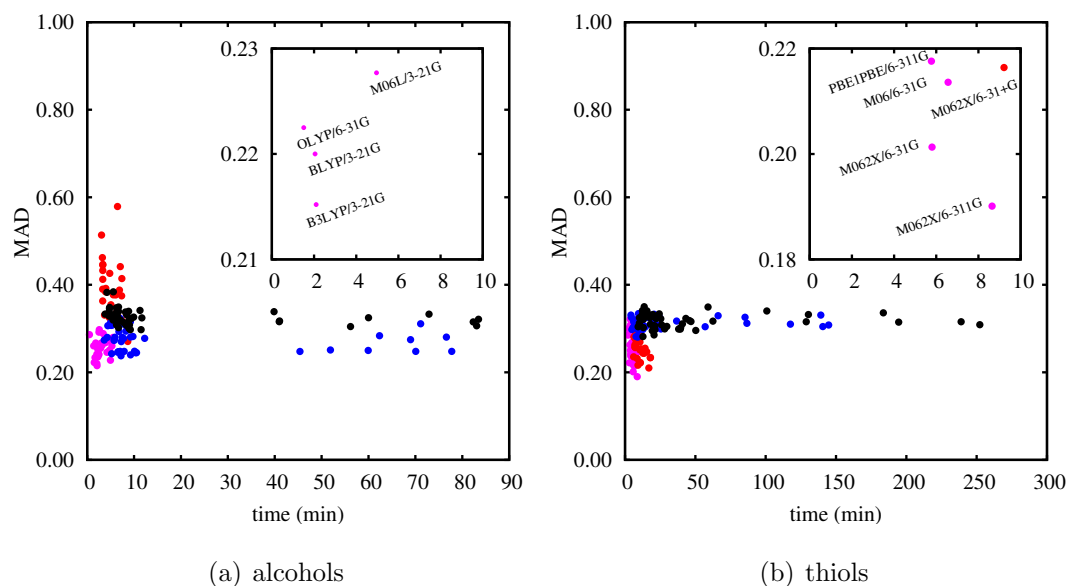 1.00
0.80
0.60
0.40
0.20
0.00
MAD
0 10 20 30 40 50 60 70 80 90
time (min)
0.23
0.22
0.21
0 2 4 6 8 10
M06L/3-21G
OLYP/6-31G
BLYP/3-21G
B3LYP/3-21G
(a) alcohols
1.00
0.80
0.60
0.40
0.20
0.00
MAD
0 50 100 150 200 250 300
time (min)
0.22
0.20
0.18
0 2 4 6 8 10
PBE1PBE/6-311G
M06/6-31G
M062X/6-31+G
M062X/6-31G
M062X/6-311G
(b) thiols